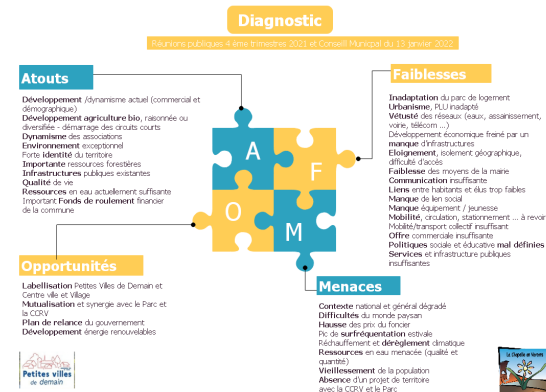 Diagnostic
Réunions publiques 4 ème trimestres 2021 et Conseill Municpal du 13 janvier 2022
Atouts
Développement /dynamisme actuel (commercial et
démographique)
Développement agriculture bio, raisonnée ou
diversifiée - démarrage des circuits courts
Dynamisme des associations
Environnement exceptionnel
Forte identité du territoire
Importante ressources forestières
Infrastructures publiques existantes
Qualité de vie
Ressources en eau actuellement suffisante
Important Fonds de roulement financier
de la commune
Opportunités
Labellisation Petites Villes de Demain et
Centre ville et Village
Mutualisation et synergie avec le Parc et
la CCRV
Plan de relance du gouvernement
Développement énergie renouvelables
Petites villes
de demain
A
F
O
M
Faiblesses
Inadaptation du parc de logement
Urbanisme, PLU inadapté
Vétusté des réseaux (eaux, assainissement,
voirie, télécom ...)
Développement économique freiné par un
manque d'infrastructures
Eloignement, isolement géographique,
difficulté d'accès
Faiblesse des moyens de la mairie
Communication insuffisante
Liens entre habitants et élus trop faibles
Manque de lien social
Manque équipement / jeunesse
Mobilité, circulation, stationnement ... à revoir
Mobilité/transport collectif insuffisant
Offre commerciale insuffisante
Politiques sociale et éducative mal définies
Services et infrastructure publiques
insuffisantes
Menaces
Contexte national et général dégradé
Difficultés du monde paysan
Hausse des prix du foncier
Pic de surfréquentation estivale
Réchauffement et dérèglement climatique
Ressources en eau menacée (qualité et
quantité)
Vieillessement de la population
Absence d'un projet de territoire
avec la CCRV et le Parc
La Chapelle en Vercors